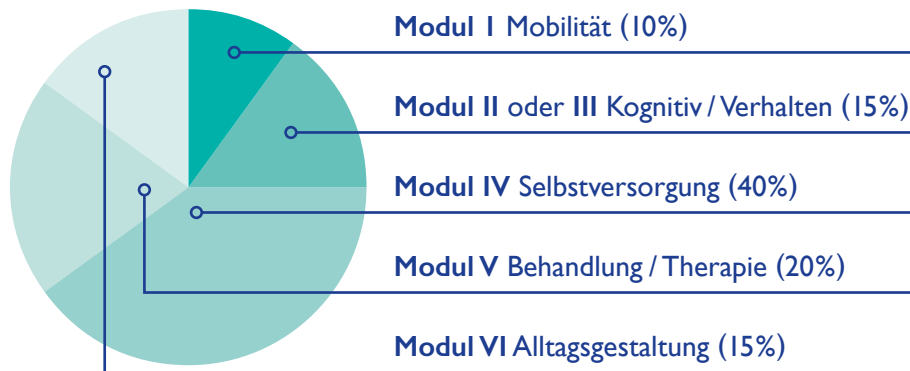 Modul I Mobilität (10%)
Modul II oder III Kognitiv / Verhalten (15%)
Modul IV Selbstversorgung (40%)
Modul V Behandlung / Therapie (20%)
Modul VI Alltagsgestaltung (15%)